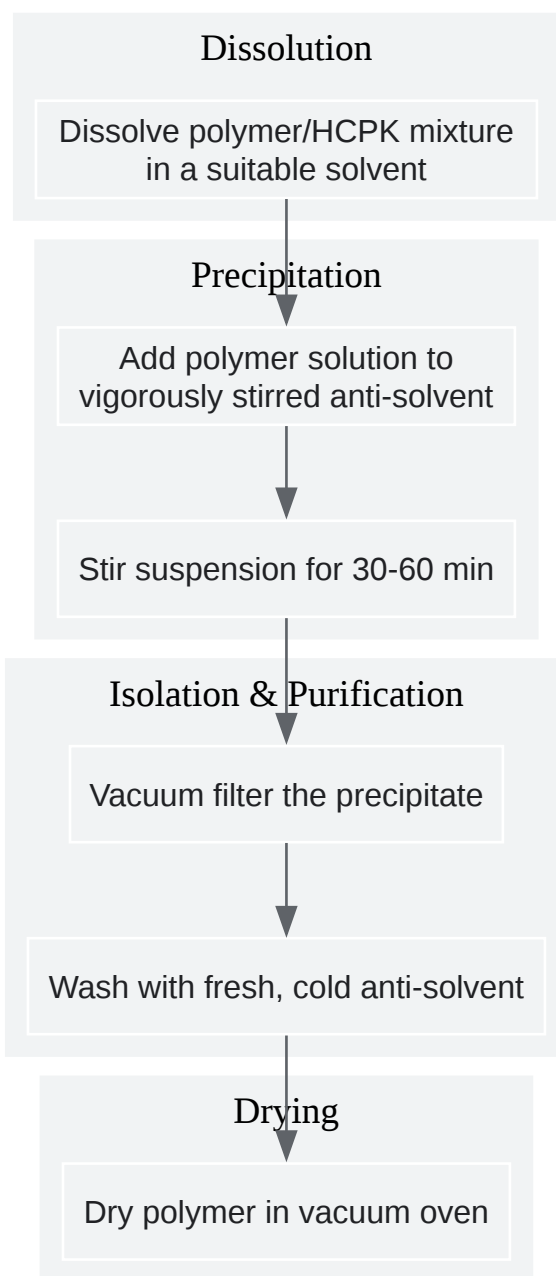 Dissolution
Dissolve polymer/HCPK mixture
in a suitable solvent
Precipitation
Add polymer solution to
vigorously stirred anti-solvent
Stir suspension for 30-60 min
Isolation & Purification
Vacuum filter the precipitate
Wash with fresh, cold anti-solvent
Drying
Dry polymer in vacuum oven